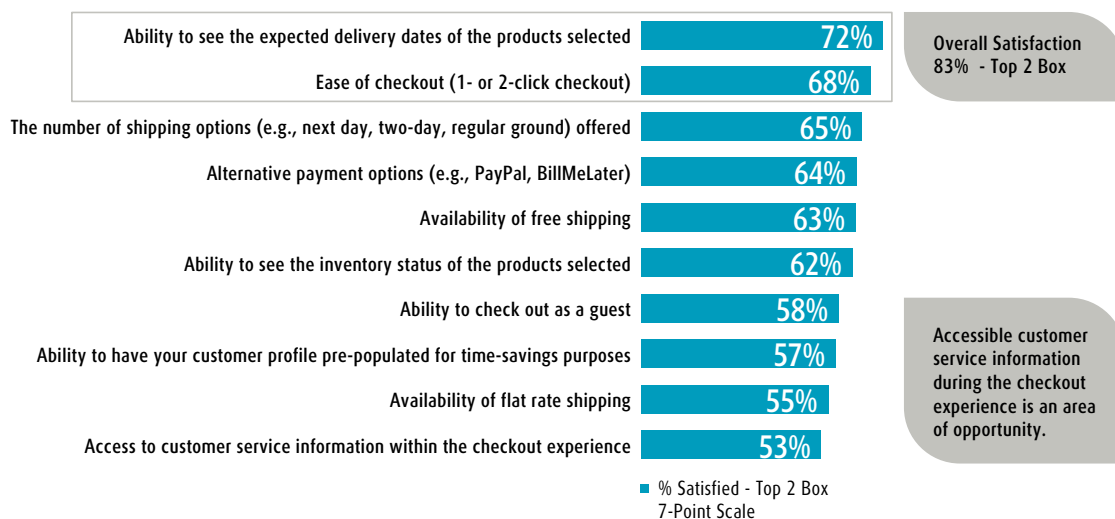 Ability to see the expected delivery dates of the products selected
72%
Ease of checkout (1- or 2-click checkout)
68%
Overall Satisfaction
83% - Top 2 Box
The number of shipping options (e.g., next day, two-day, regular ground) offered
65%
Alternative payment options (e.g., PayPal, BillMeLater)
64%
Availability of free shipping
63%
Ability to see the inventory status of the products selected
62%
Ability to check out as a guest
58%
Ability to have your customer profile pre-populated for time-savings purposes
57%
Availability of flat rate shipping
55%
Access to customer service information within the checkout experience
53%
Accessible customer
service information
during the checkout
experience is an area
of opportunity.
% Satisfied - Top 2 Box
7-Point Scale